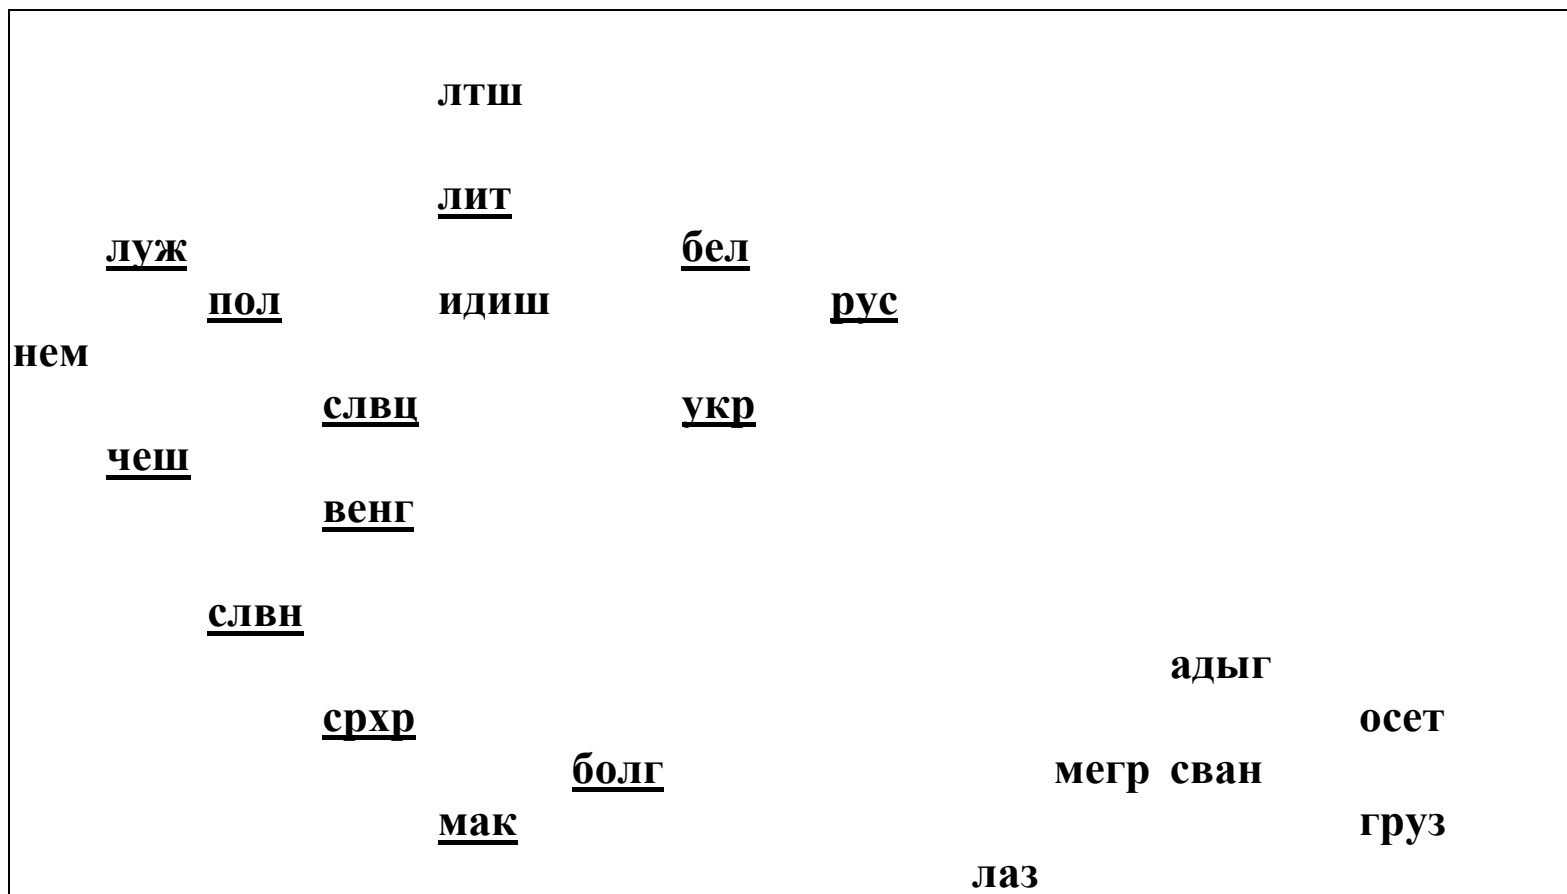 лтш
лит
луж бел
пол идиш рус
нем
слвц укр
чеш
венг
слвн
адыг
срхр осет
болг мегр сван
мак груз
лаз